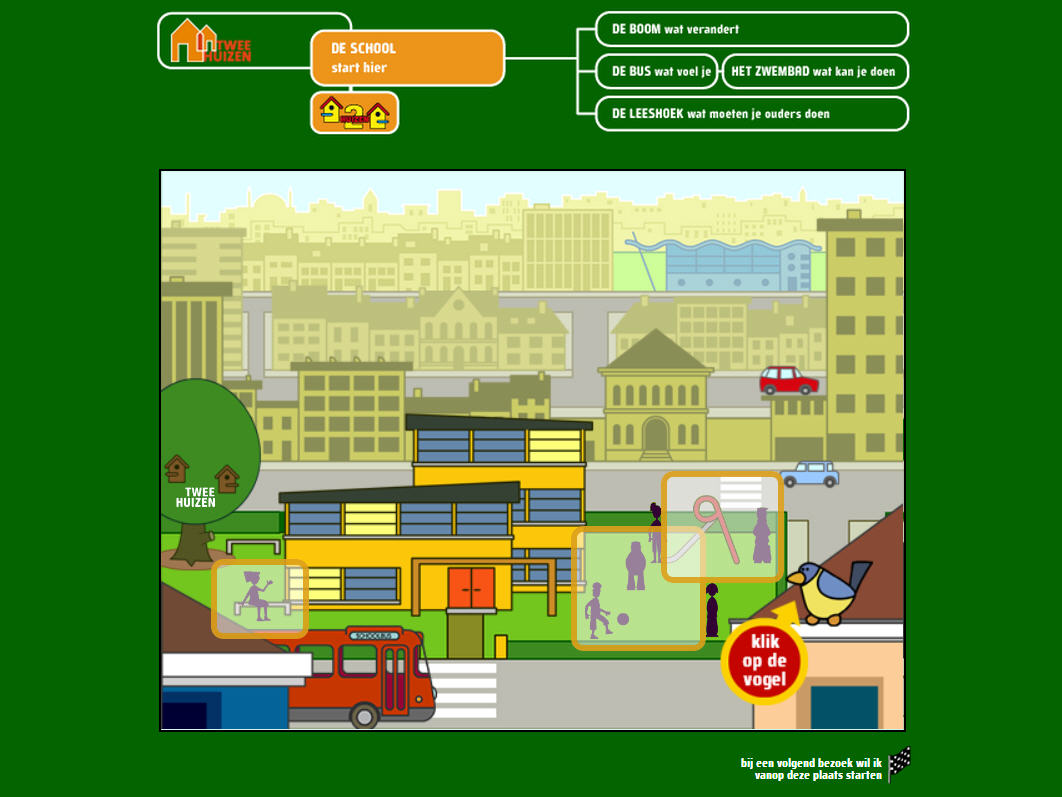 TWEE
HUIZEN
DE SCHOOL
start hier
HUIZEN
DE BOOM wat verandert
DE BUS wat voel je
HET ZWEMBAD wat kan je doen
DE LEESHOEK wat moeten je ouders doen
TWEE
HUIZEN
SCHOOLBUS
klik
op de
vogel
bij een volgend bezoek wil ik
vanop deze plaats starten